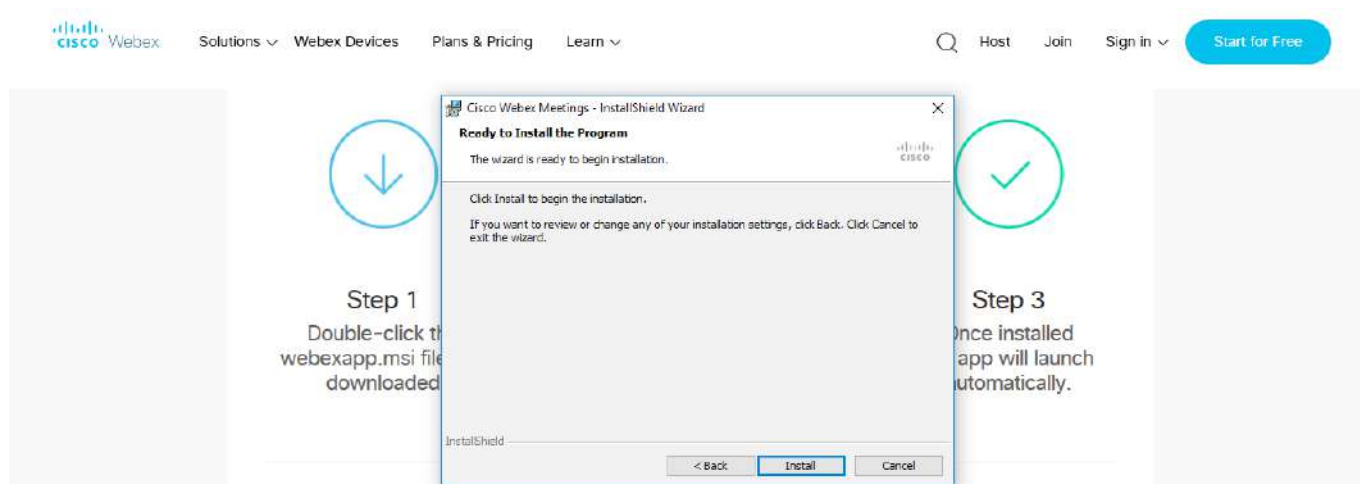 cisco Webex Solutions Webex Devices Plans & Pricing Learn Host Join Sign in Start for Free
Cisco Webex Meetings - InstallShield Wizard
Ready to Install the Program
The wizard is ready to begin installation.
cisco
Click Install to begin the installation.
If you want to review or change any of your installation settings, click Back. Click Cancel to
exit the wizard.
InstallShield
< Back Install Cancel
Step 1
Double-click
webexapp.msi
downloaded
Step 3
installed
app will launch
automatically.